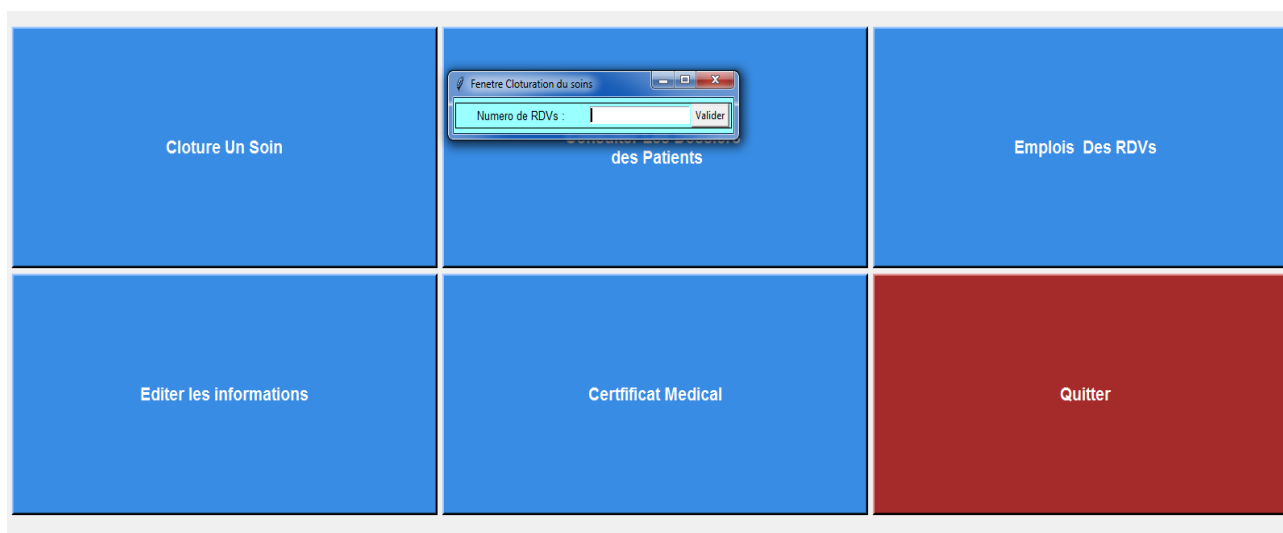 Fenetre Cloturation du soins
Numero de RDVs :
Valider
Cloture Un Soin
des Patients
Emplois Des RDVs
Editer les informations
Certfificat Medical
Quitter